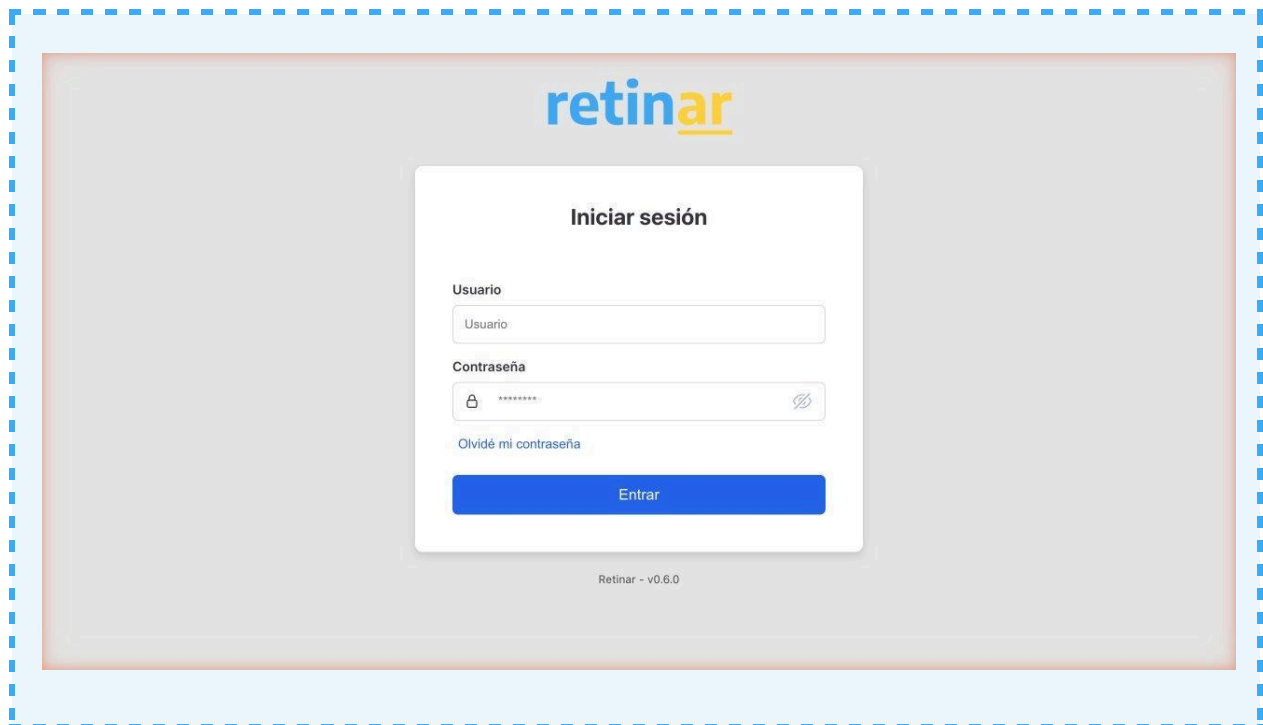 retinar
Iniciar sesión
Usuario
Usuario
Contraseña
********
Olvidé mi contraseña
Entrar
Retinar - v0.6.0